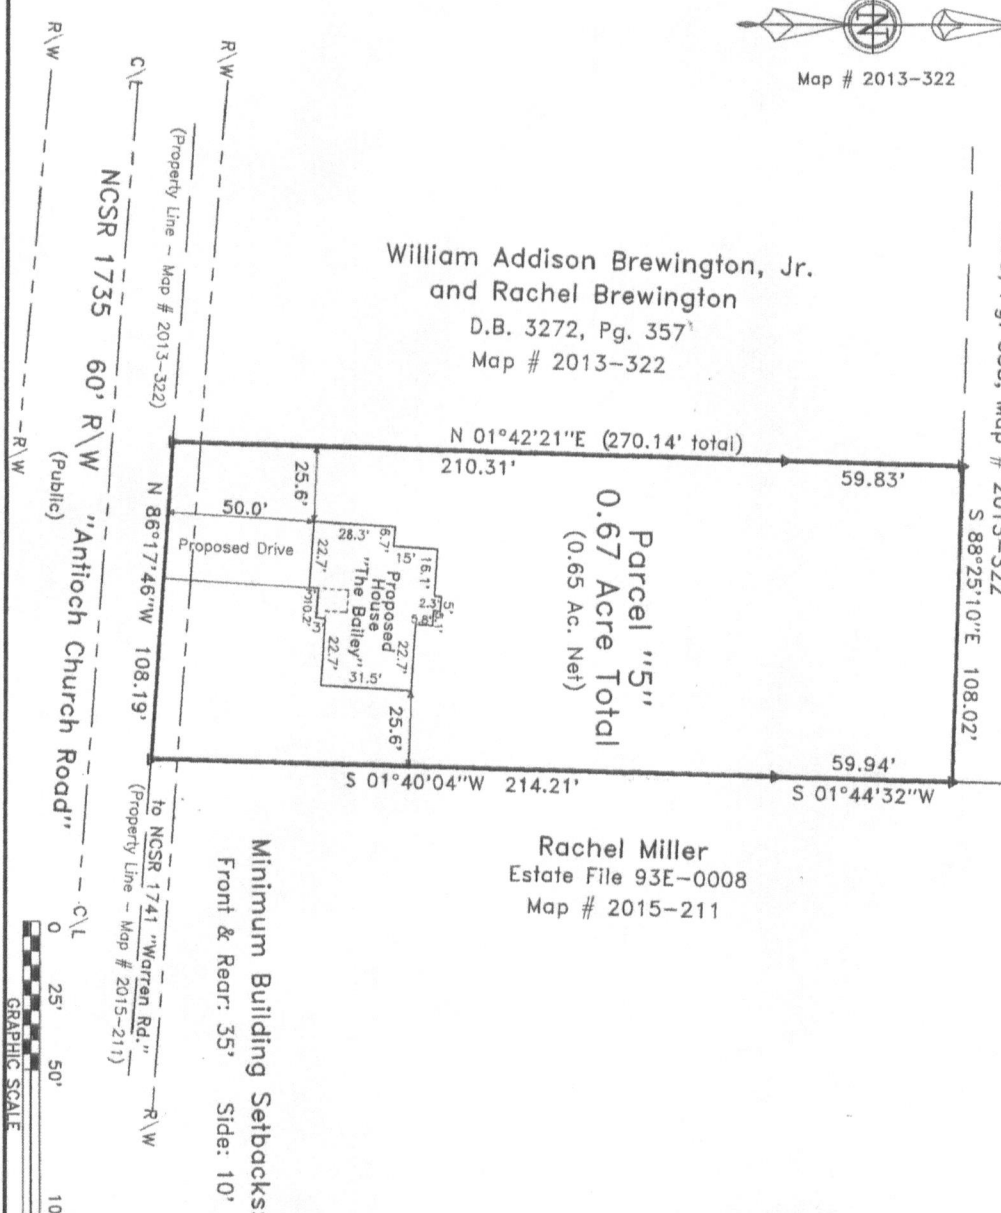 N
Map # 2013-322
R\W
C\L
R\W
(Property Line - Map # 2013-322)
NCSR 1735 60' R\W "Antioch Church Road"
(Public)
R\W
William Addison Brewington, Jr.
and Rachel Brewington
D.B. 3272, Pg. 357
Map # 2013-322
Map # 2013-322
S 88°25'10"E 108.02'
N 01°42'21"E (270.14' total)
210.31'
59.83'
25.6'
50.0'
Proposed Drive
N 86°17'46"W 108.19'
28.3'
6.7'
15'
16.1'
5'
22.7'
Proposed
House
"The Bailey"
10.2'
22.7'
22.7'
31.5'
25.6'
Parcel "5"
0.67 Acre Total
(0.65 Ac. Net)
59.94'
S 01°40'04"W 214.21'
S 01°44'32"W
Rachel Miller
Estate File 93E-0008
Map # 2015-211
to NCSR 1741 "Warren Rd."
(Property Line - Map # 2015-211)
R\W
C\L
Minimum Building Setbacks:
Front & Rear: 35' Side: 10'
0 25' 50'
GRAPHIC SCALE